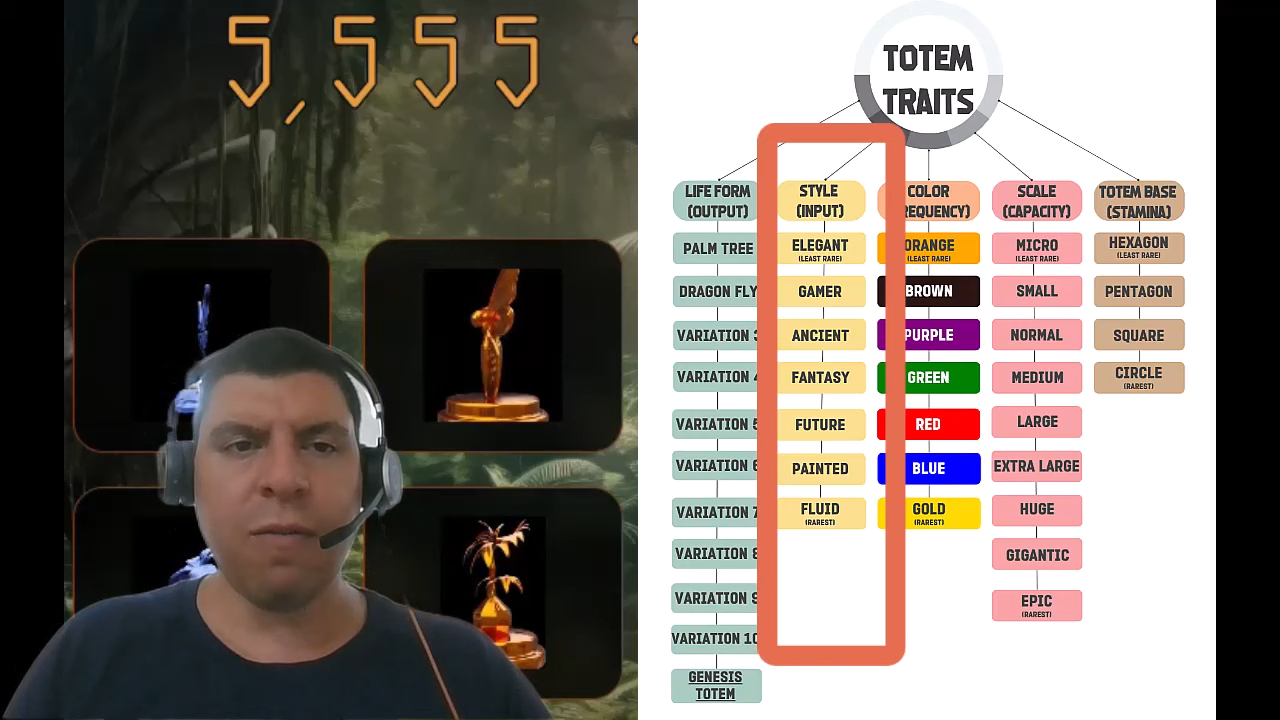 5,555
TOTEM
TRAITS
LIFE FORM
(OUTPUT)
PALM TREE
DRAGON FLY
VARIATION 3
VARIATION 4
VARIATION 5
VARIATION 6
VARIATION 7
VARIATION 8
VARIATION 9
VARIATION 10
GENESIS
TOTEM
STYLE
(INPUT)
ELEGANT
(LEAST RARE)
GAMER
ANCIENT
FANTASY
FUTURE
PAINTED
FLUID
(RAREST)
COLOR
REQUENCY)
ORANGE
(LEAST RARE)
BROWN
PURPLE
GREEN
RED
BLUE
GOLD
(RAREST)
SCALE
(CAPACITY)
MICRO
(LEAST RARE)
SMALL
NORMAL
MEDIUM
LARGE
EXTRA LARGE
HUGE
GIGANTIC
EPIC
(RAREST)
TOTEM BASE
(STAMINA)
HEXAGON
(LEAST RARE)
PENTAGON
SQUARE
CIRCLE
(RAREST)